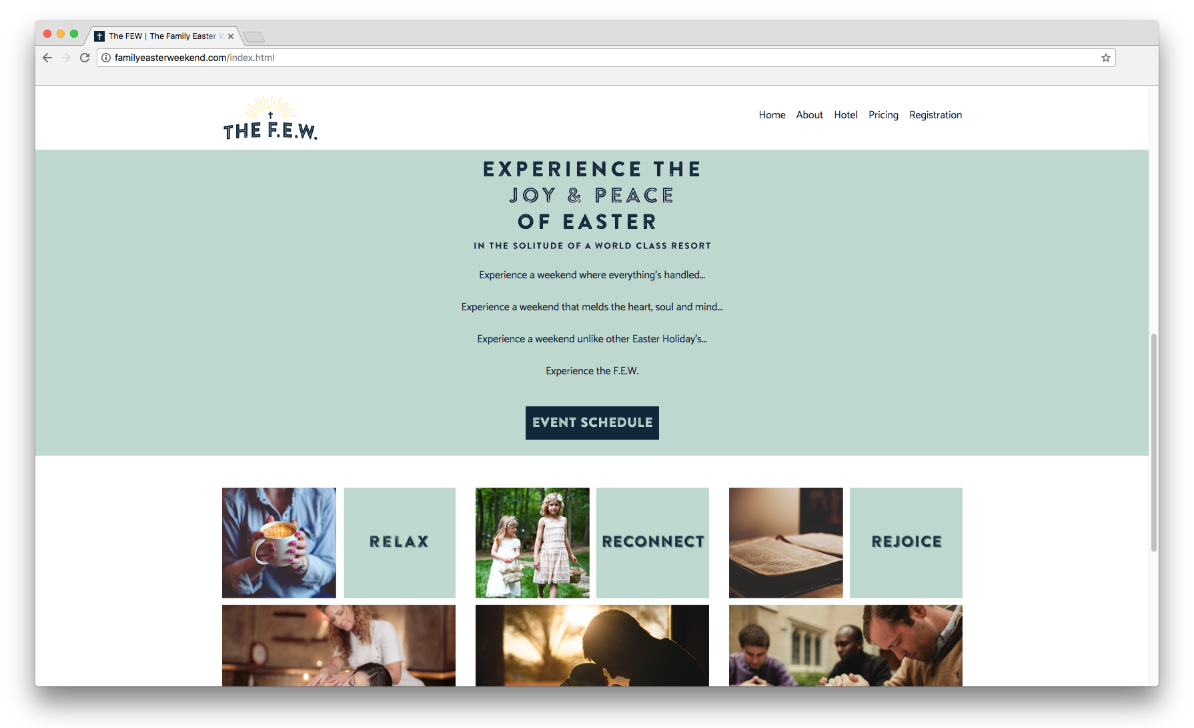 The FEW | The Family Easter W
familyeasterweekend.com/index.html
THE F.E.W.
Home About Hotel Pricing Registration
EXPERIENCE THE
JOY & PEACE
OF EASTER
IN THE SOLITUDE OF A WORLD CLASS RESORT
Experience a weekend where everything's handled...
Experience a weekend that melds the heart, soul and mind...
Experience a weekend unlike other Easter Holiday's...
Experience the F.E.W.
EVENT SCHEDULE
RELAX
RECONNECT
REJOICE